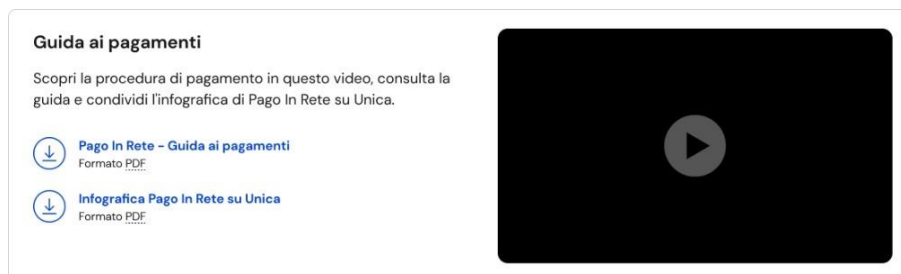 Guida ai pagamenti
Scopri la procedura di pagamento in questo video, consulta la
guida e condividi l'infografica di Pago In Rete su Unica.
Pago In Rete – Guida ai pagamenti
Formato PDF
Infografica Pago In Rete su Unica
Formato PDF